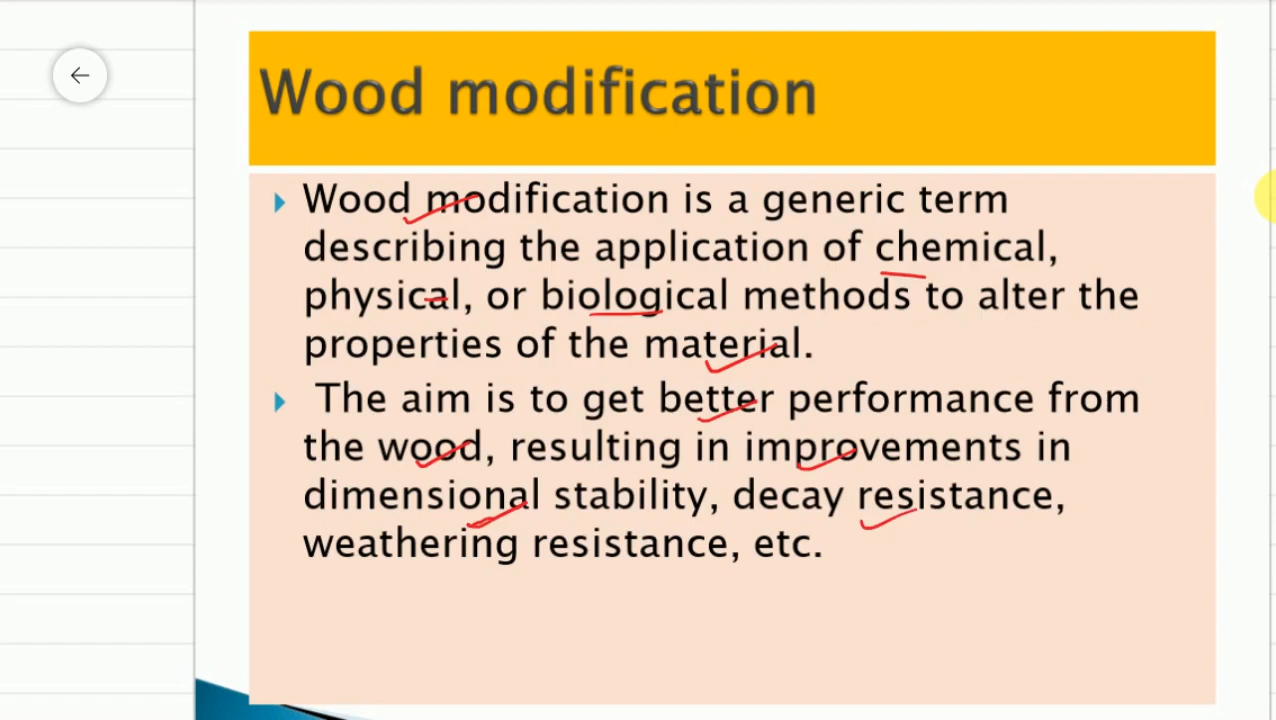 Wood modification
Wood modification is a generic term
describing the application of chemical,
physical, or biological methods to alter the
properties of the material.
The aim is to get better performance from
the wood, resulting in improvements in
dimensional stability, decay resistance,
weathering resistance, etc.